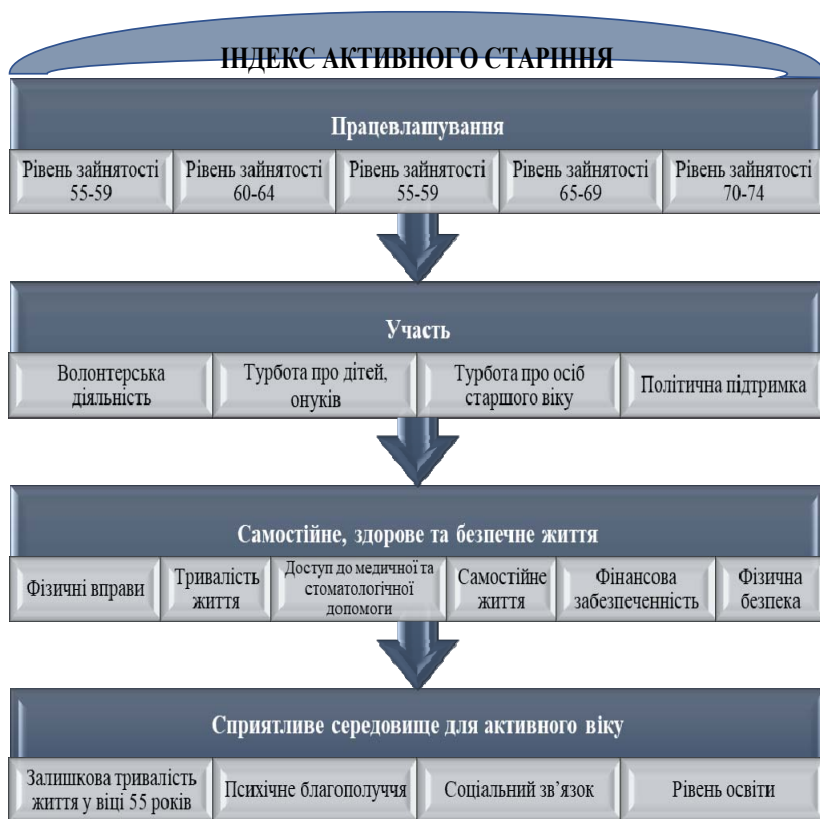 ІНДЕКС АКТИВНОГО СТАРІННЯ
Працевлашування
Рівень зайнятості
55-59
Рівень зайнятості
60-64
Рівень зайнятості
55-59
Рівень зайнятості
65-69
Рівень зайнятості
70-74
Участь
Волонтерська
діяльність
Турбота про дітей,
онуків
Турбота про осіб
старшого віку
Політична підтримка
Самостійне, здорове та безпечне життя
Фізичні вправи
Тривалість
життя
Доступ до медичної та
стоматологічної
допомоги
Самостійне
життя
Фінансова
забезпеченність
Фізична
безпека
Сприятливе середовище для активного віку
Залишкова тривалість
життя у віці 55 років
Психічне благополуччя
Соціальний зв’язок
Рівень освіти